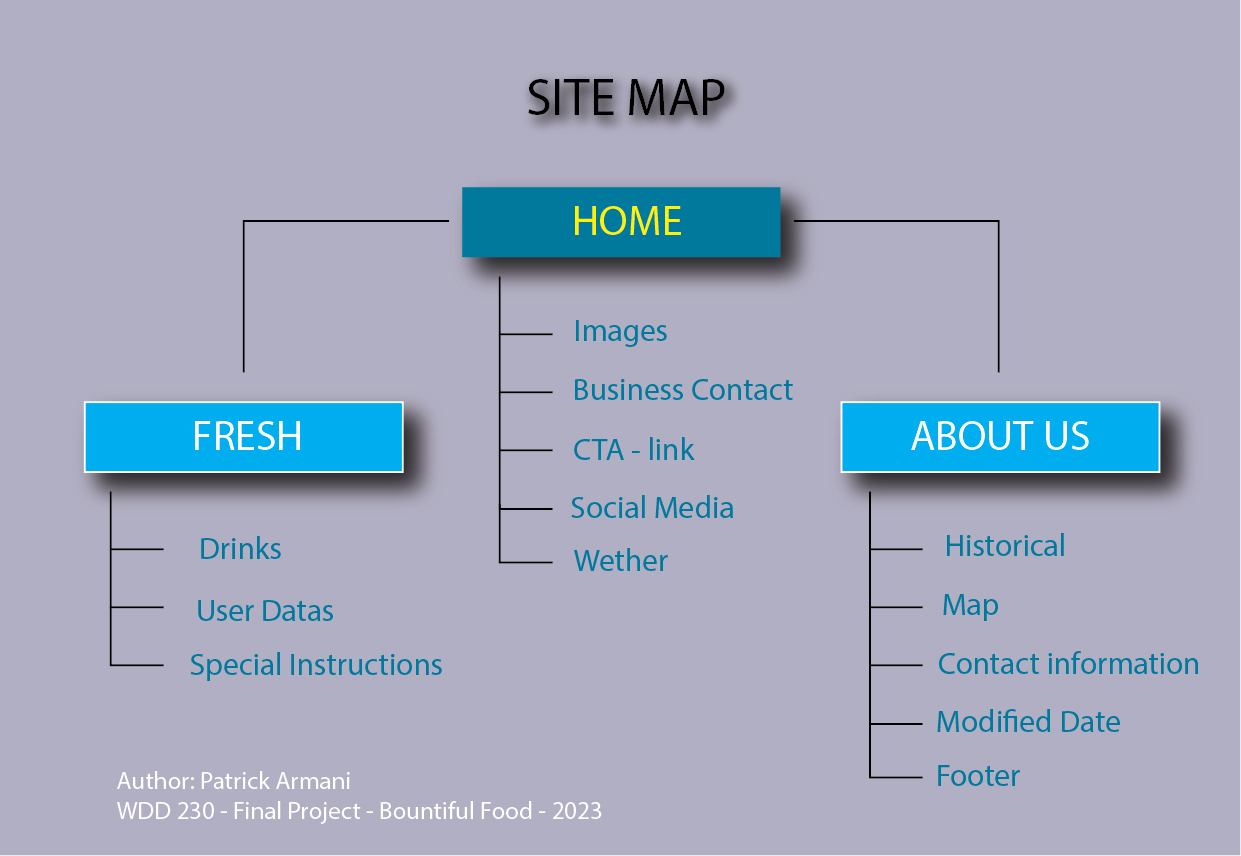 SITE MAP
HOME
Images
Business Contact
CTA - link
Social Media
Wether
FRESH
Drinks
User Datas
Special Instructions
ABOUT US
Historical
Map
Contact information
Modified Date
Footer
Author: Patrick Armani
WDD 230 - Final Project - Bountiful Food - 2023